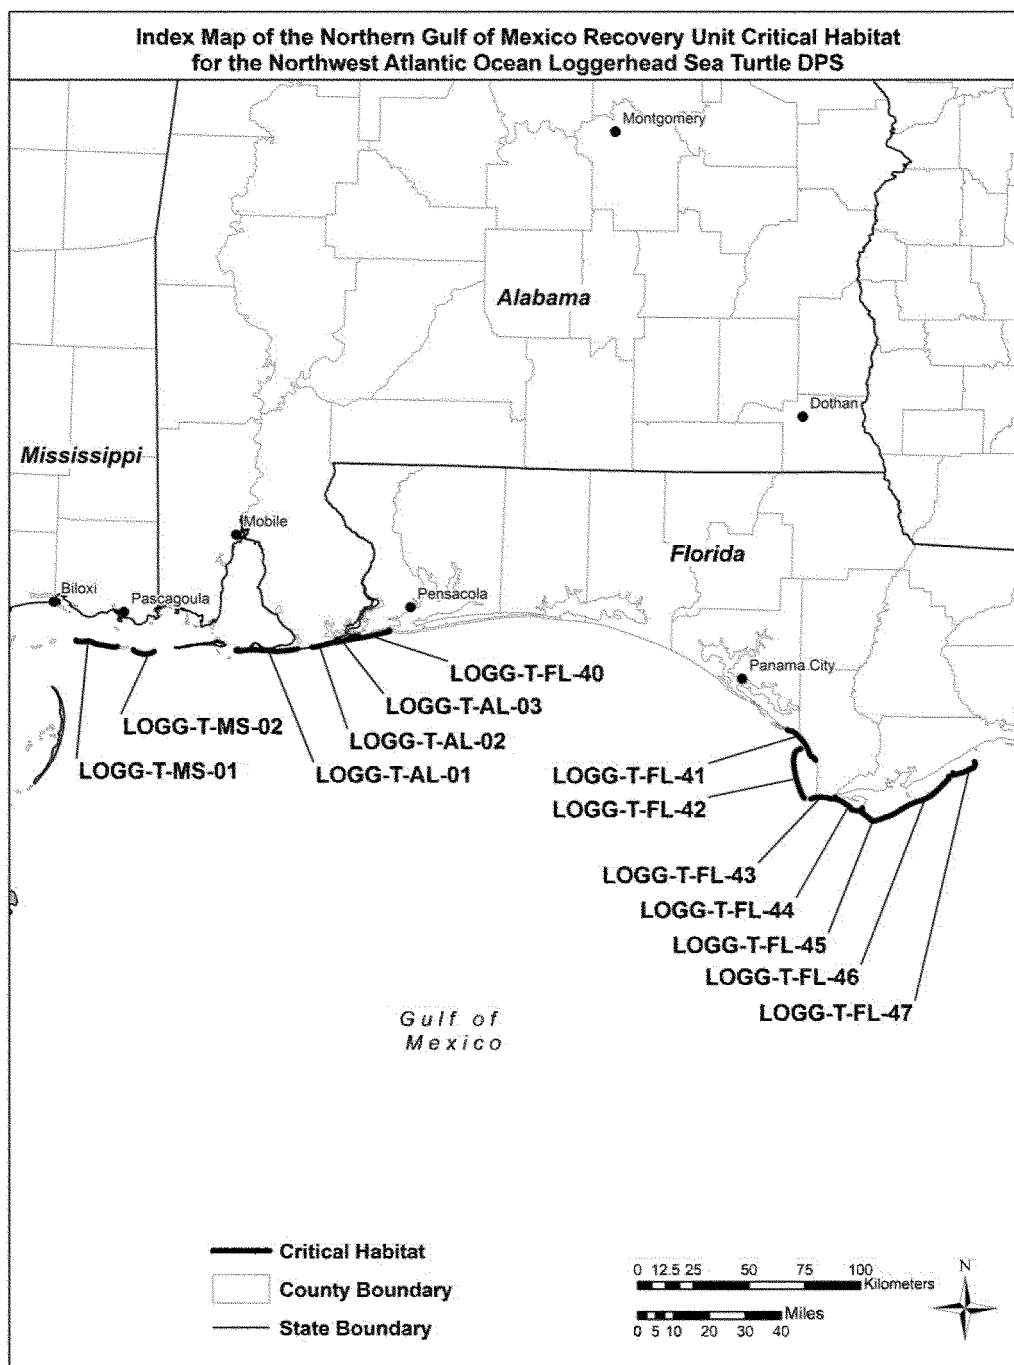 Index Map of the Northern Gulf of Mexico Recovery Unit Critical Habitat
for the Northwest Atlantic Ocean Loggerhead Sea Turtle DPS
Montgomery
Alabama
Dothan
Mississippi
Mobile
Florida
Biloxi
Pascagoula
Pensacola
Panama City
LOGG-T-FL-40
LOGG-T-AL-03
LOGG-T-MS-02
LOGG-T-AL-02
LOGG-T-MS-01
LOGG-T-AL-01
LOGG-T-FL-41
LOGG-T-FL-42
LOGG-T-FL-43
LOGG-T-FL-44
LOGG-T-FL-45
LOGG-T-FL-46
LOGG-T-FL-47
Gulf of
Mexico
Critical Habitat
County Boundary
State Boundary
0 12.5 25 50 75 100
Kilometers
Miles
0 5 10 20 30 40
N